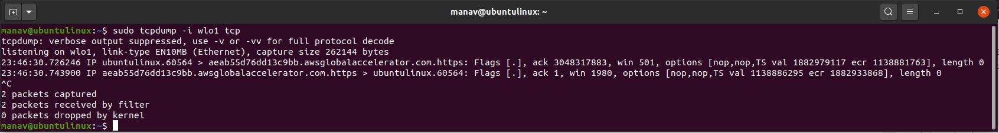 manav@ubuntulinux: ~
manav@ubuntulinux:~$ sudo tcpdump -i wlo1 tcp
tcpdump: verbose output suppressed, use -v or -vv for full protocol decode
listening on wlo1, link-type EN10MB (Ethernet), capture size 262144 bytes
23:46:30.726246 IP ubuntulinux.60564 > aeab55d76dd13c9bb.awsglobalaccelerator.com.https: Flags [.], ack 3048317883, win 501, options [nop,nop,TS val 1882979117 ecr 1138881763], length 0
23:46:30.743900 IP aeab55d76dd13c9bb.awsglobalaccelerator.com.https > ubuntulinux.60564: Flags [.], ack 1, win 1980, options [nop,nop,TS val 1138886295 ecr 1882933868], length 0
^C
2 packets captured
2 packets received by filter
0 packets dropped by kernel
manav@ubuntulinux:~$